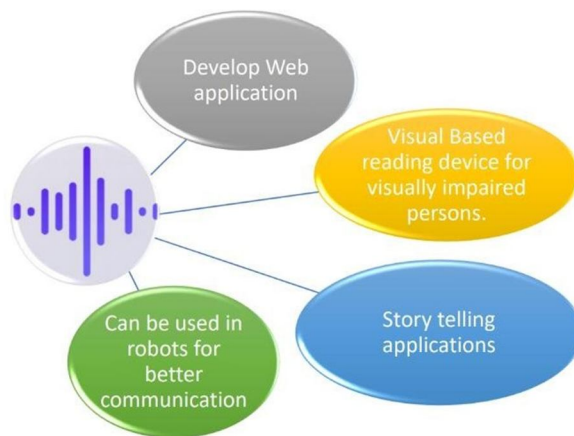 Develop Web
application
Visual Based
reading device for
visually impaired
persons.
Story telling
applications
Can be used in
robots for
better
communication